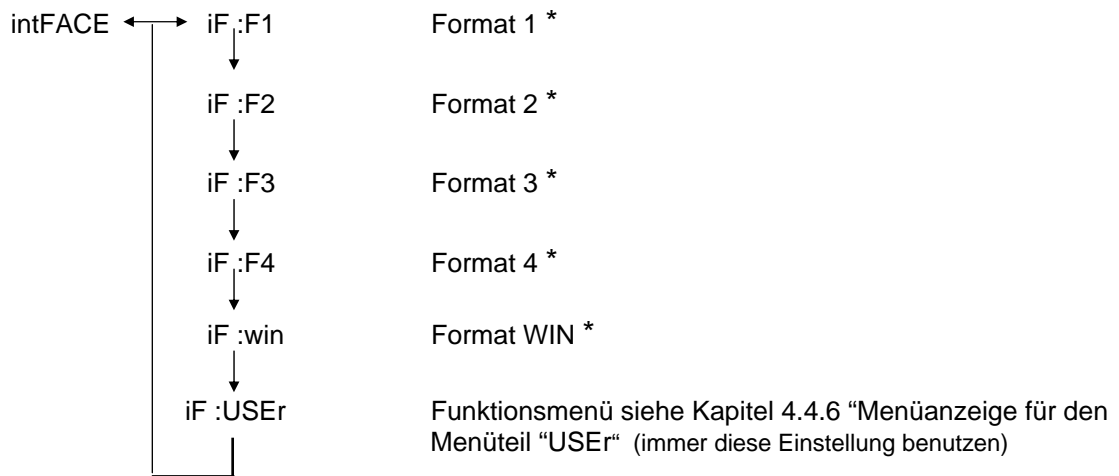 intFACE iF :F1 Format 1 *
iF :F2 Format 2 *
iF :F3 Format 3 *
iF :F4 Format 4 *
iF :win Format WIN *
iF :USEr Funktionsmenü siehe Kapitel 4.4.6 “Menüanzeige für den
Menüteil “USEr“ (immer diese Einstellung benutzen)